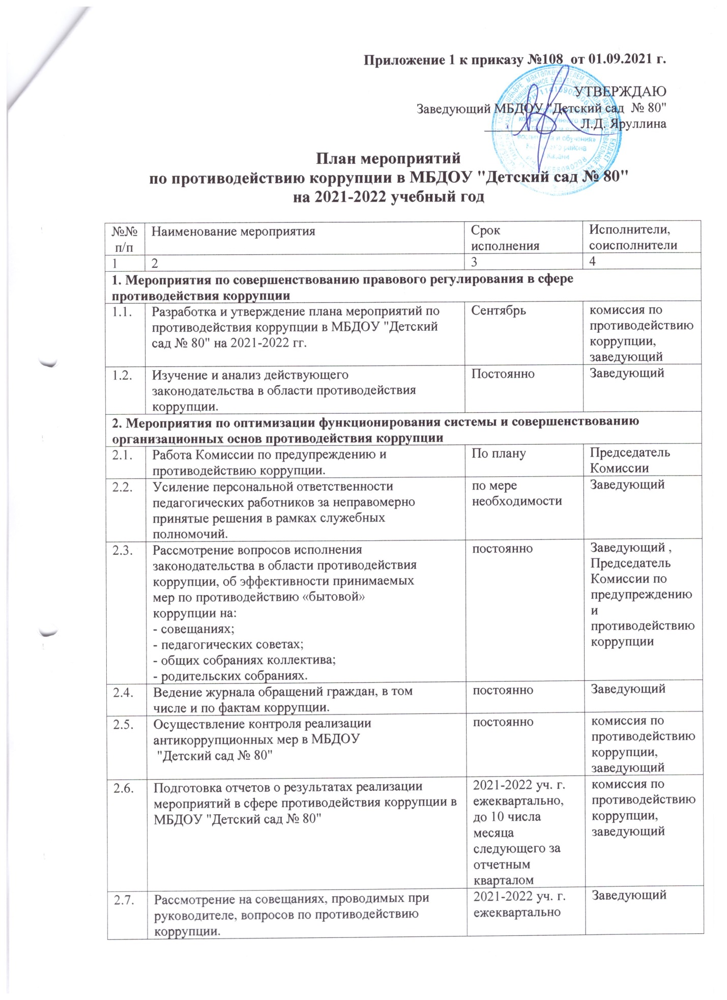 Приложение 1 к приказу №108 от 01.09.2021 г.
УТВЕРЖДАЮ
Заведующий МБДОУ "Детский сад № 80"
Л.Д. Яруллина
План мероприятий
по противодействию коррупции в МБДОУ "Детский сад № 80"
на 2021-2022 учебный год
№№
п/п
Наименование мероприятия
Срок
исполнения
Исполнители,
соисполнители
1
2
3
4
1. Мероприятия по совершенствованию правового регулирования в сфере
противодействия коррупции
1.1.
Разработка и утверждение плана мероприятий по
противодействия коррупции в МБДОУ "Детский
сад № 80" на 2021-2022 гг.
Сентябрь
комиссия по
противодействию
коррупции,
заведующий
1.2.
Изучение и анализ действующего
законодательства в области противодействия
коррупции.
Постоянно
Заведующий
2. Мероприятия по оптимизации функционирования системы и совершенствованию
организационных основ противодействия коррупции
2.1.
Работа Комиссии по предупреждению и
противодействию коррупции.
По плану
Председатель
Комиссии
2.2.
Усиление персональной ответственности
педагогических работников за неправомерно
принятые решения в рамках служебных
полномочий.
по мере
необходимости
Заведующий
2.3.
Рассмотрение вопросов исполнения
законодательства в области противодействия
коррупции, об эффективности принимаемых
мер по противодействию «бытовой»
коррупции на:
- совещаниях;
- педагогических советах;
- общих собраниях коллектива;
- родительских собраниях.
постоянно
Заведующий ,
Председатель
Комиссии по
предупреждению
и
противодействию
коррупции
2.4.
Ведение журнала обращений граждан, в том
числе и по фактам коррупции.
постоянно
Заведующий
2.5.
Осуществление контроля реализации
антикоррупционных мер в МБДОУ
"Детский сад № 80"
постоянно
комиссия по
противодействию
коррупции,
заведующий
2.6.
Подготовка отчетов о результатах реализации
мероприятий в сфере противодействия коррупции в
МБДОУ "Детский сад № 80"
2021-2022 уч. г.
ежеквартально,
до 10 числа
месяца
следующего за
отчетным
кварталом
комиссия по
противодействию
коррупции,
заведующий
2.7.
Рассмотрение на совещаниях, проводимых при
руководителе, вопросов по противодействию
коррупции.
2021-2022 уч. г.
ежеквартально
Заведующий